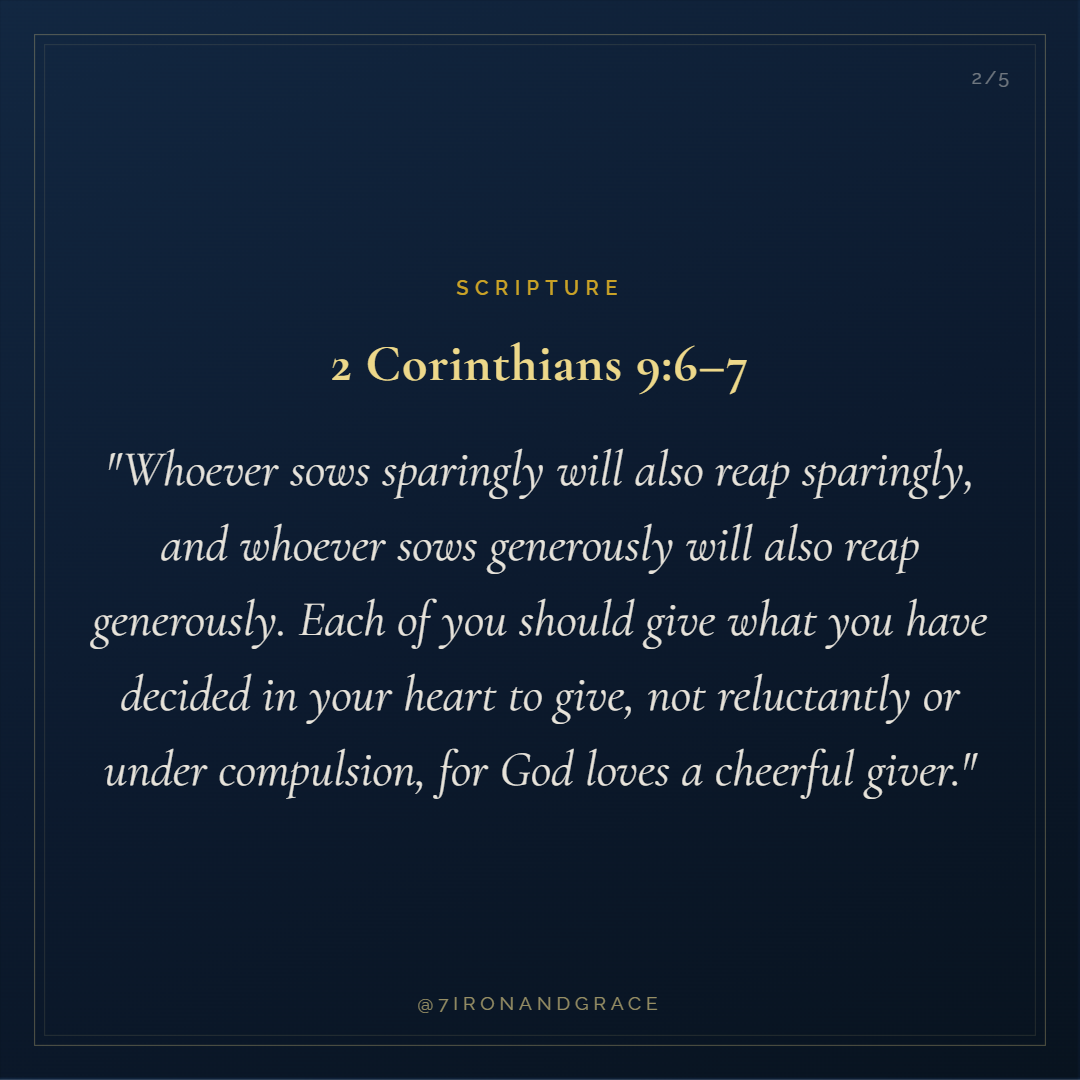 2/5
SCRIPTURE
2 Corinthians 9:6–7
"Whoever sows sparingly will also reap sparingly,
and whoever sows generously will also reap
generously. Each of you should give what you have
decided in your heart to give, not reluctantly or
under compulsion, for God loves a cheerful giver."
@7IRONANDGRACE